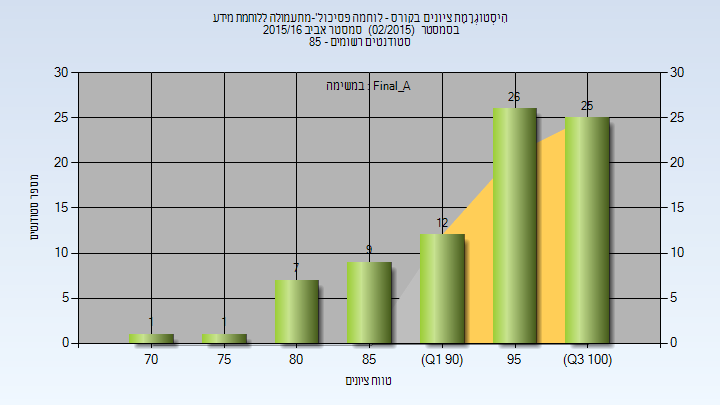 היסטוגרמת ציונים בקורס - לוחמה פסיכול'-מתעמולה ללוחמת מידע
בסמסטר (02/2015) סמסטר אביב 2015/16
סטודנטים רשומים - 85
במשימה : Final_A
30 30
25 25
20 20
15 15
10 10
5 5
0 0
1 1 7 9 12 26 25
מספר סטודנטים
70 75 80 85 (Q1 90) 95 (Q3 100)
טווח ציונים